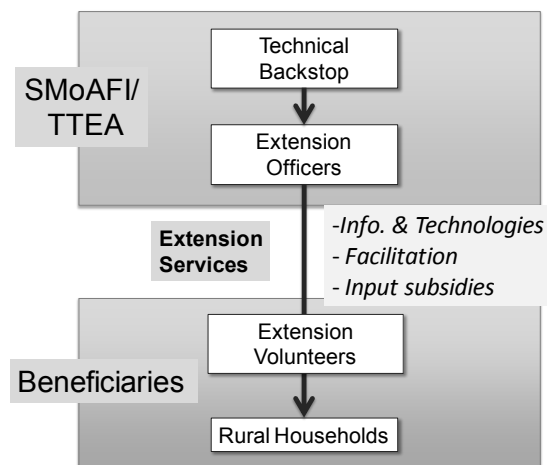 Technical
Backstop
SMoAFI/
TTEA
Extension
Officers
Extension
Services
-Info. & Technologies
- Facilitation
- Input subsidies
Extension
Volunteers
Beneficiaries
Rural Households